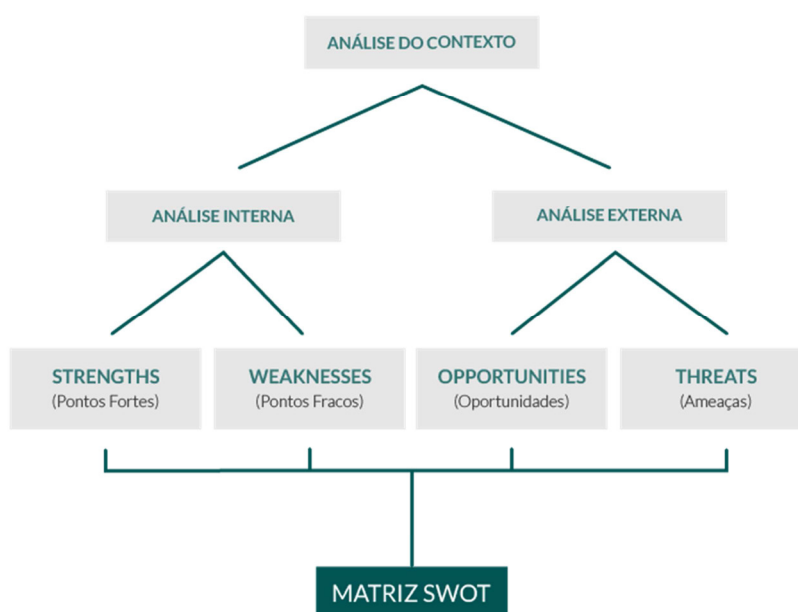 ANÁLISE DO CONTEXTO
ANÁLISE INTERNA
ANÁLISE EXTERNA
STRENGTHS
(Pontos Fortes)
WEAKNESSES
(Pontos Fracos)
OPPORTUNITIES
(Oportunidades)
THREATS
(Ameaças)
MATRIZ SWOT